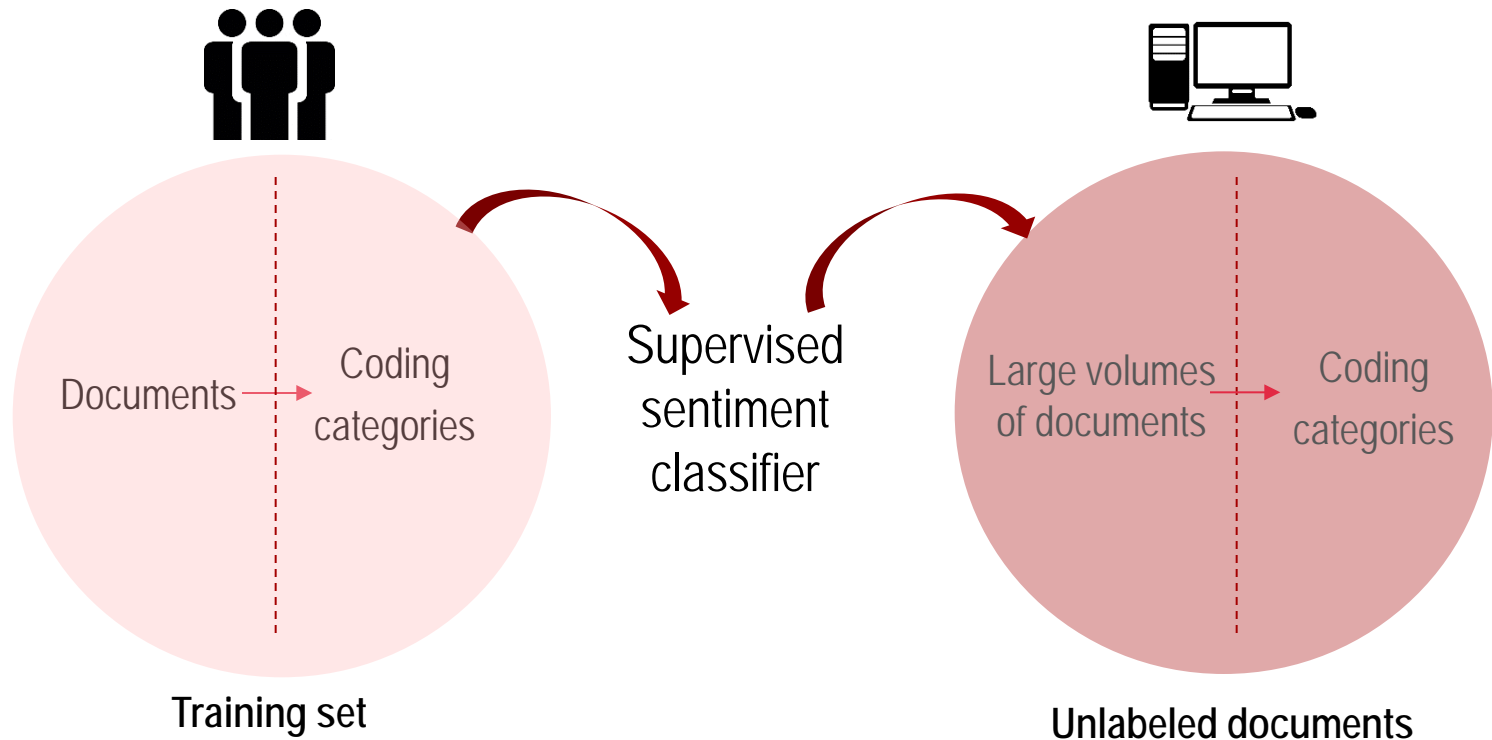 Documents
Coding
categories
Training set
Supervised
sentiment
classifier
Large volumes
of documents
Coding
categories
Unlabeled documents